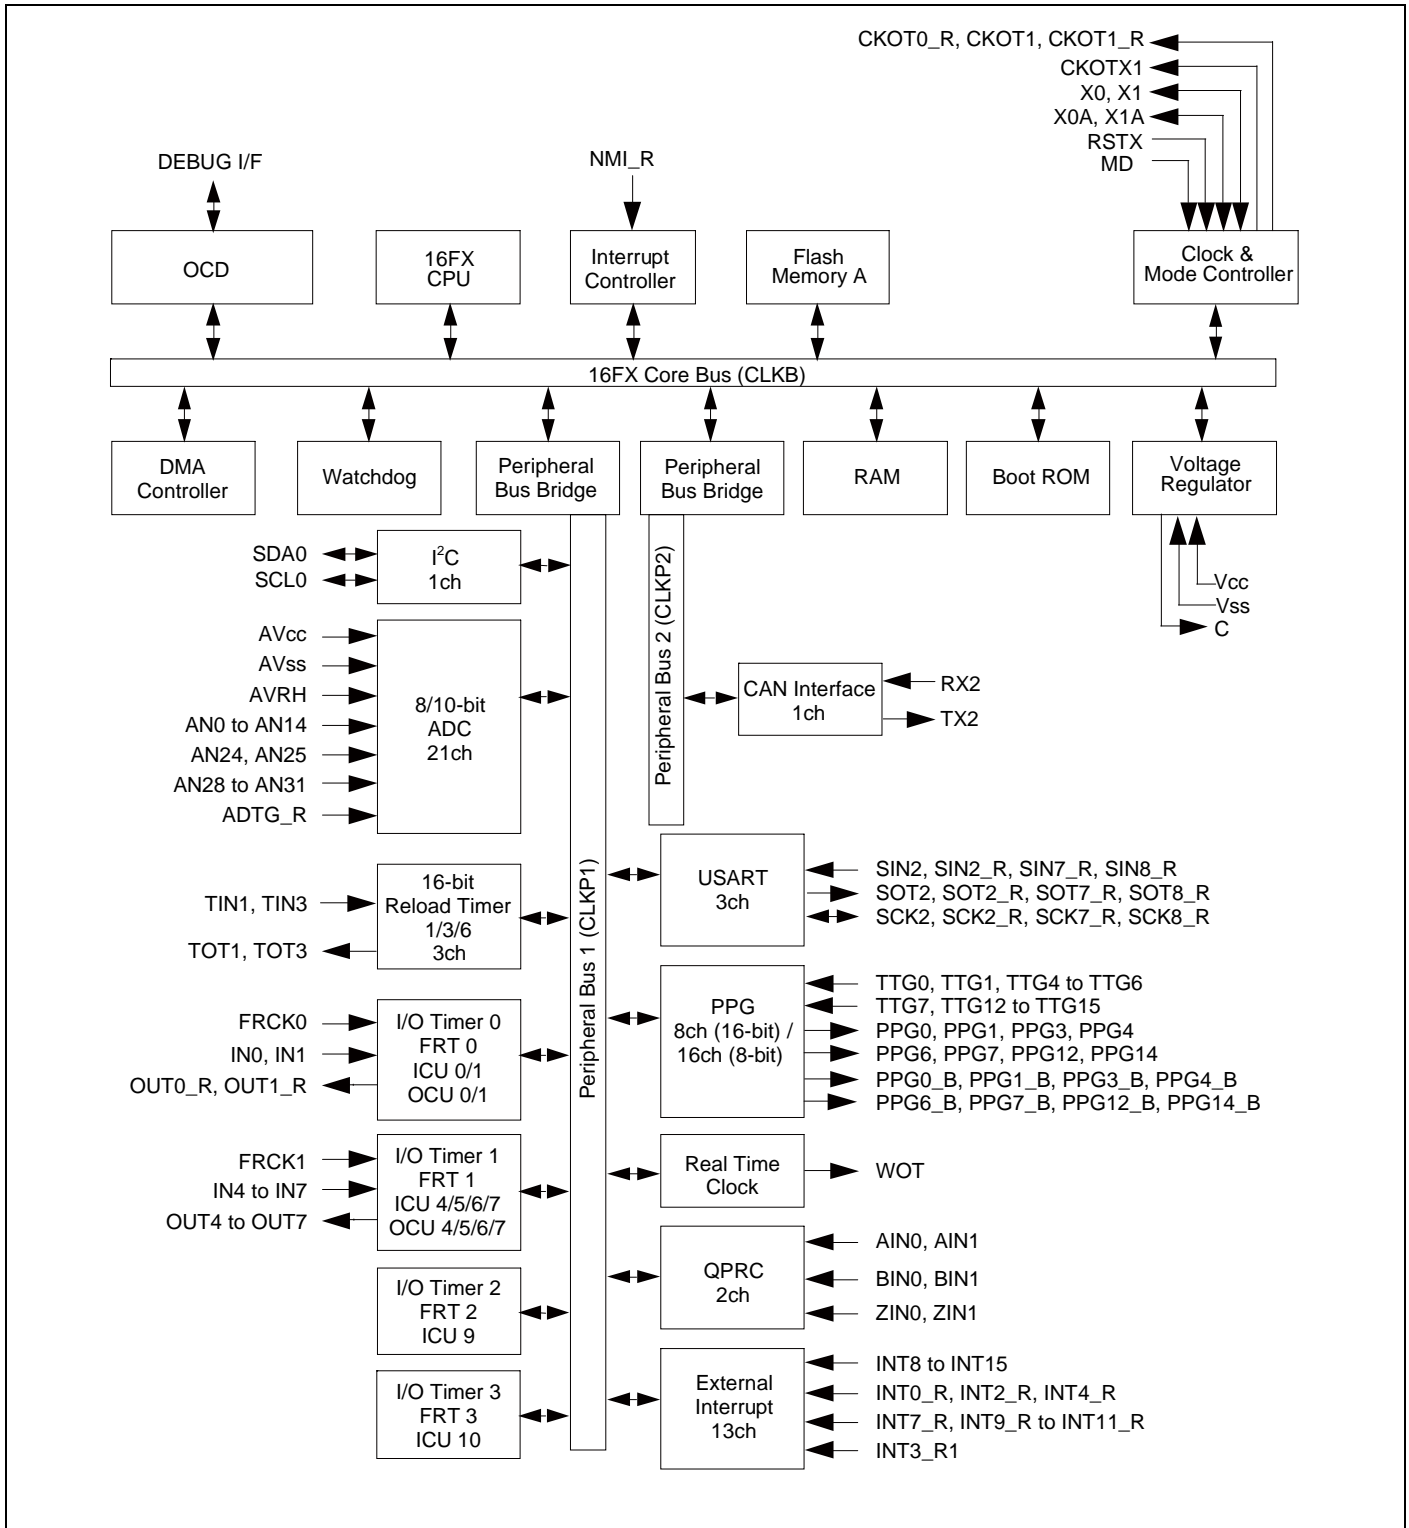 CKOT0_R, CKOT1, CKOT1_R
CKOTX1
X0, X1
X0A, X1A
RSTX
MD
DEBUG I/F
NMI_R
OCD
16FX
CPU
Interrupt
Controller
Flash
Memory A
Clock &
Mode Controller
16FX Core Bus (CLKB)
DMA
Controller
Watchdog
Peripheral
Bus Bridge
Peripheral
Bus Bridge
RAM
Boot ROM
Voltage
Regulator
Vcc
Vss
C
SDA0
SCL0
I²C
1ch
Peripheral Bus 1 (CLKP1)
Peripheral Bus 2 (CLKP2)
AVcc
AVss
AVRH
AN0 to AN14
AN24, AN25
AN28 to AN31
ADTG_R
8/10-bit
ADC
21ch
CAN Interface
1ch
RX2
TX2
TIN1, TIN3
TOT1, TOT3
16-bit
Reload Timer
1/3/6
3ch
USART
3ch
SIN2, SIN2_R, SIN7_R, SIN8_R
SOT2, SOT2_R, SOT7_R, SOT8_R
SCK2, SCK2_R, SCK7_R, SCK8_R
FRCK0
IN0, IN1
OUT0_R, OUT1_R
I/O Timer 0
FRT 0
ICU 0/1
OCU 0/1
PPG
8ch (16-bit) /
16ch (8-bit)
TTG0, TTG1, TTG4 to TTG6
TTG7, TTG12 to TTG15
PPG0, PPG1, PPG3, PPG4
PPG6, PPG7, PPG12, PPG14
PPG0_B, PPG1_B, PPG3_B, PPG4_B
PPG6_B, PPG7_B, PPG12_B, PPG14_B
FRCK1
IN4 to IN7
OUT4 to OUT7
I/O Timer 1
FRT 1
ICU 4/5/6/7
OCU 4/5/6/7
Real Time
Clock
WOT
I/O Timer 2
FRT 2
ICU 9
QPRC
2ch
AIN0, AIN1
BIN0, BIN1
ZIN0, ZIN1
I/O Timer 3
FRT 3
ICU 10
External
Interrupt
13ch
INT8 to INT15
INT0_R, INT2_R, INT4_R
INT7_R, INT9_R to INT11_R
INT3_R1